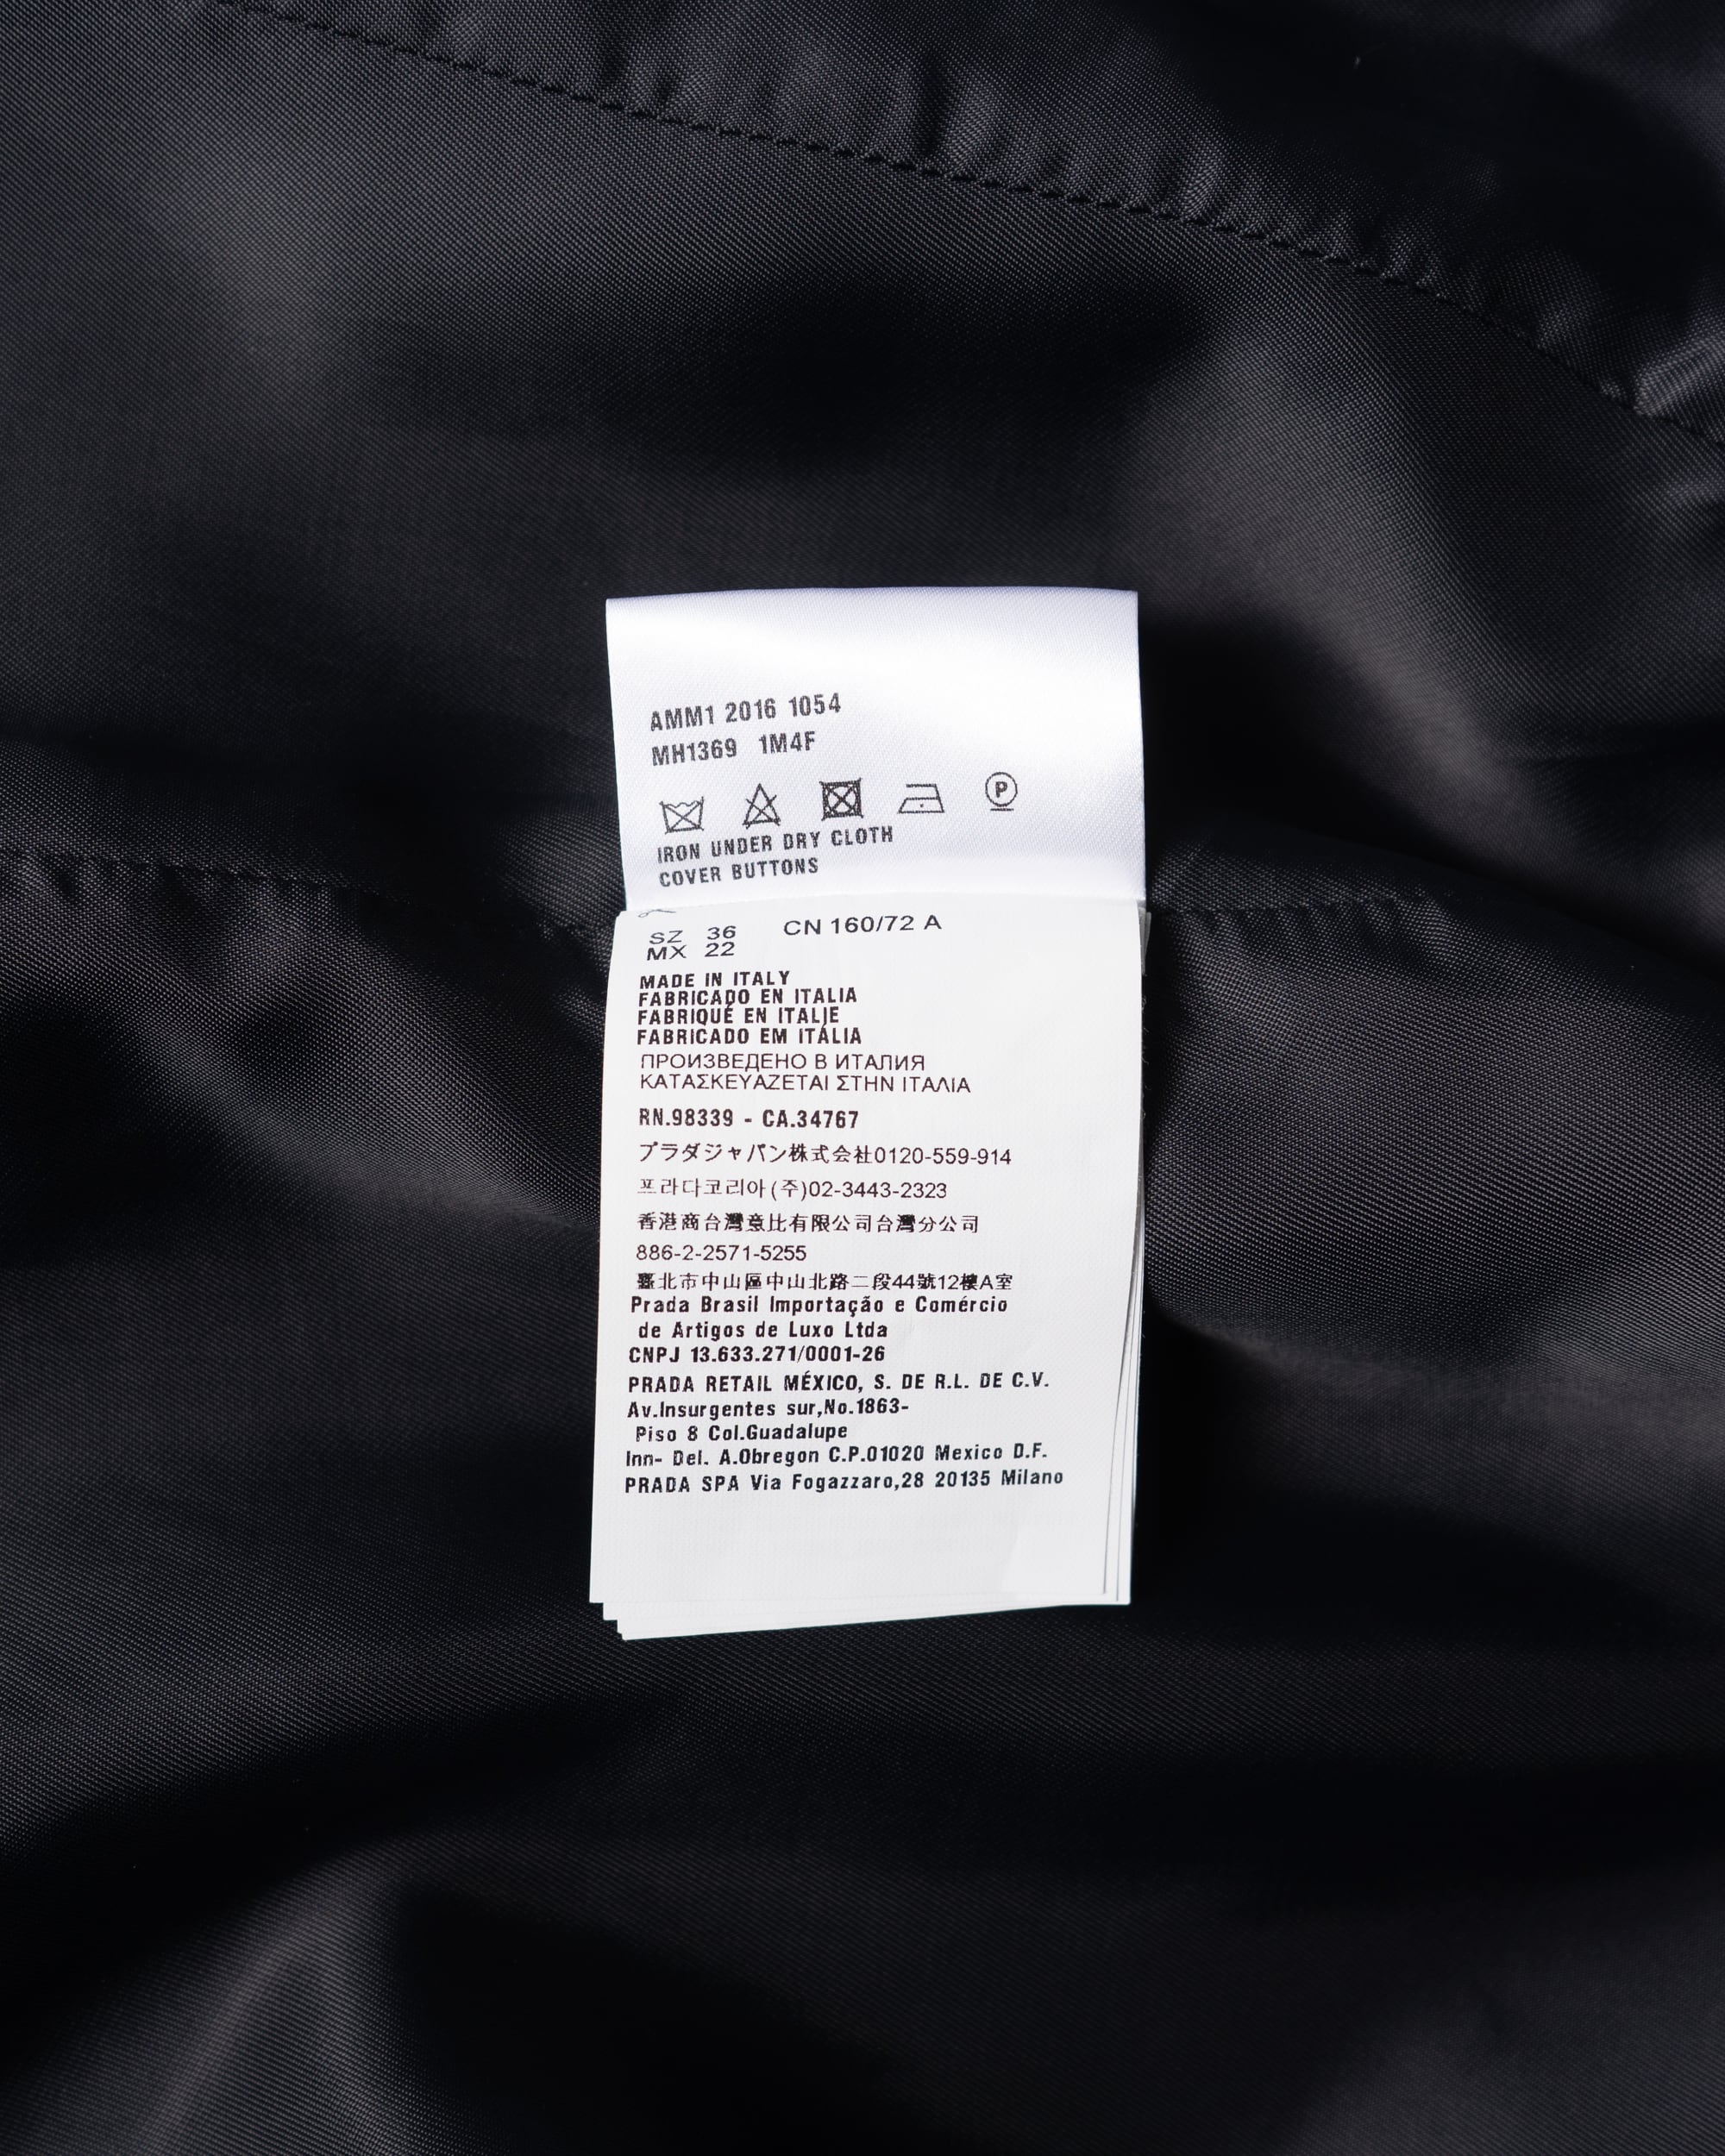 AMM1 2016 1054
MH1369 1M4F
P
IRON UNDER DRY CLOTH
COVER BUTTONS
SZ 36 CN 160/72 A
MX 22
MADE IN ITALY
FABRICADO EN ITALIA
FABRIQUÉ EN ITALIE
FABRICADO EM ITÁLIA
ПРОИЗВЕДЕНО В ИТАЛИЯ
ΚΑΤΑΣΚΕΥΑΖΕΤΑΙ ΣΤΗΝ ΙΤΑΛΙΑ
RN.98339 - CA.34767
プラダジャパン株式会社0120-559-914
프라다코리아(주)02-3443-2323
香港商台灣意比有限公司台灣分公司
886-2-2571-5255
臺北市中山區中山北路二段44號12樓A室
Prada Brasil Importação e Comércio
de Artigos de Luxo Ltda
CNPJ 13.633.271/0001-26
PRADA RETAIL MÉXICO, S. DE R.L. DE C.V.
Av.Insurgentes sur,No.1863-
Piso 8 Col.Guadalupe
Inn- Del. A.Obregon C.P.01020 Mexico D.F.
PRADA SPA Via Fogazzaro,28 20135 Milano